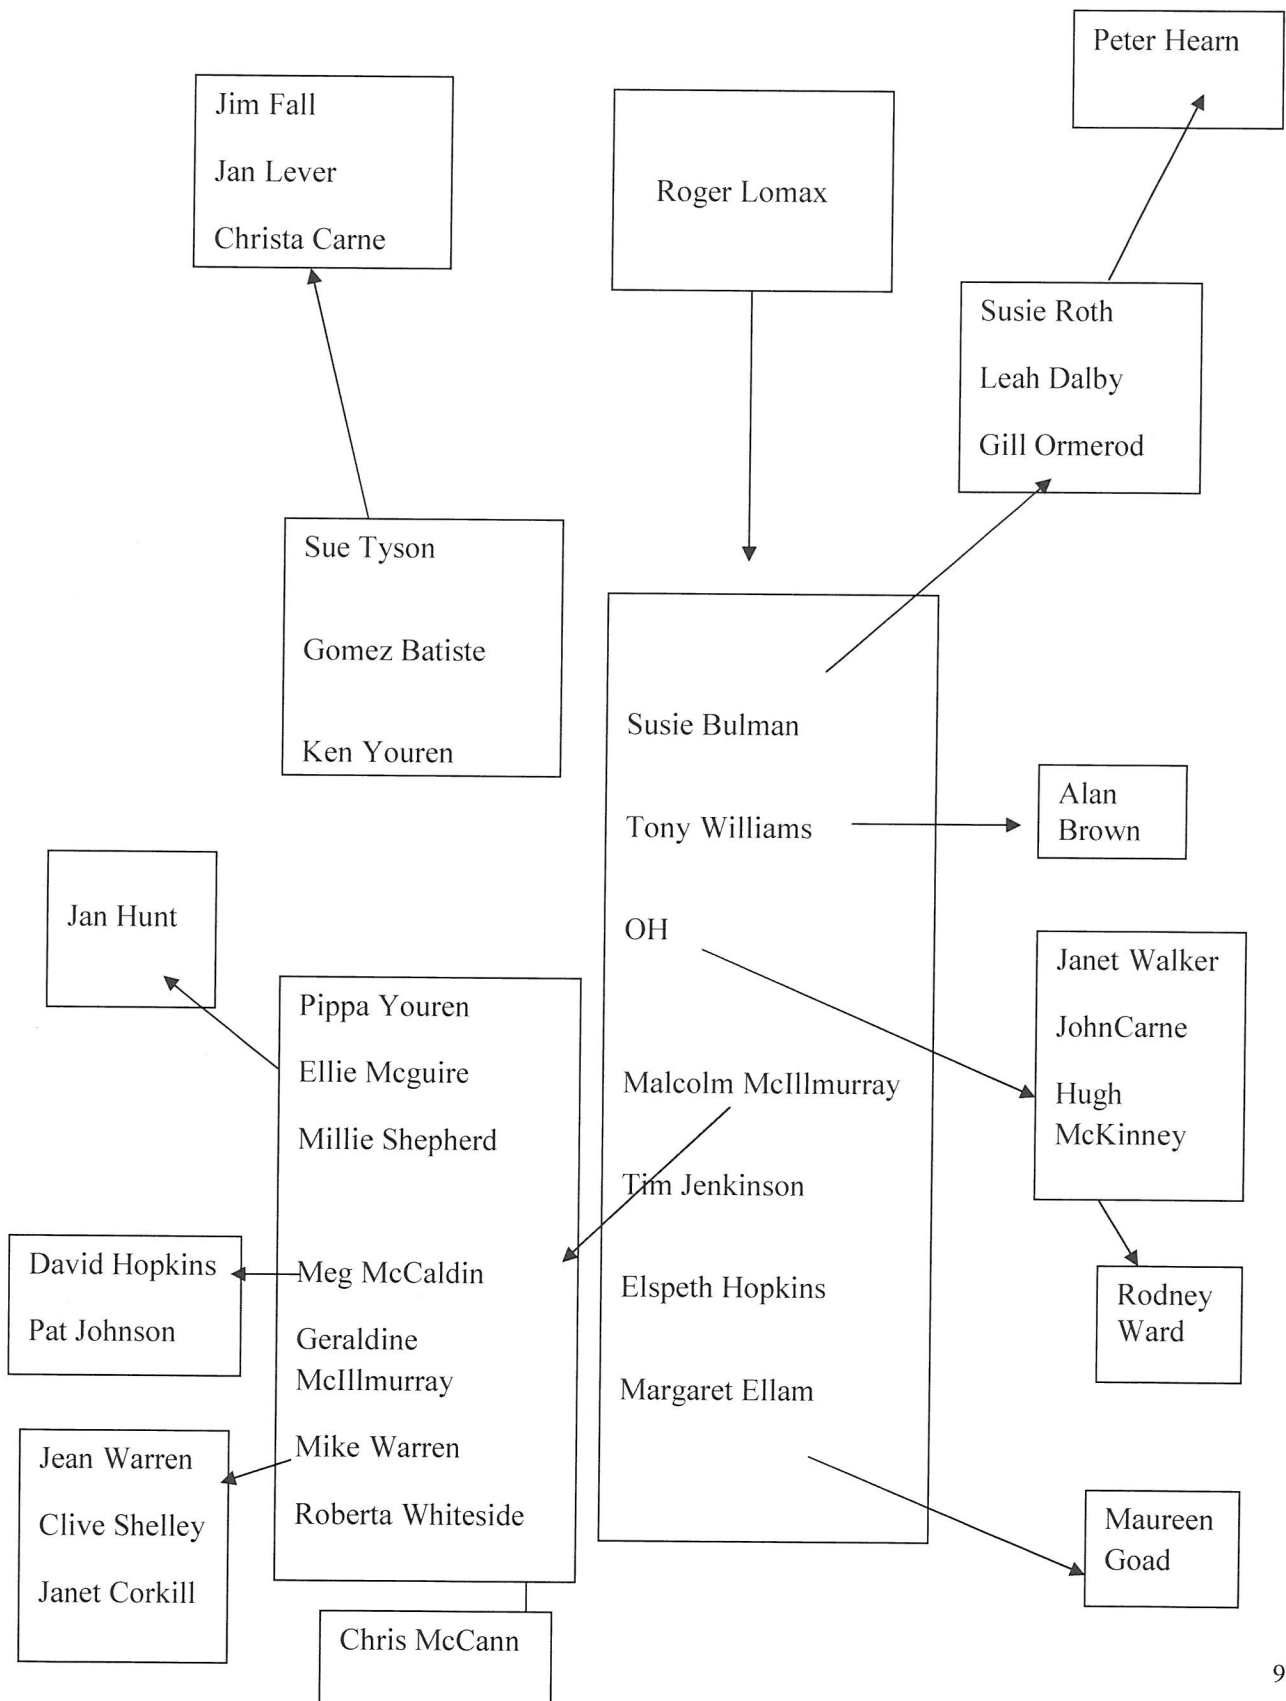 Peter Hearn
Jim Fall
Jan Lever
Christa Carne
Roger Lomax
Susie Roth
Leah Dalby
Gill Ormerod
Sue Tyson
Gomez Batiste
Ken Youren
Susie Bulman
Tony Williams
OH
Malcolm McIllmurray
Tim Jenkinson
Elspeth Hopkins
Margaret Ellam
Alan
Brown
Janet Walker
JohnCarne
Hugh
McKinney
Rodney
Ward
Maureen
Goad
Jan Hunt
Pippa Youren
Ellie Mcguire
Millie Shepherd
Meg McCaldin
Geraldine
McIllmurray
Mike Warren
Roberta Whiteside
David Hopkins
Pat Johnson
Jean Warren
Clive Shelley
Janet Corkill
Chris McCann
9